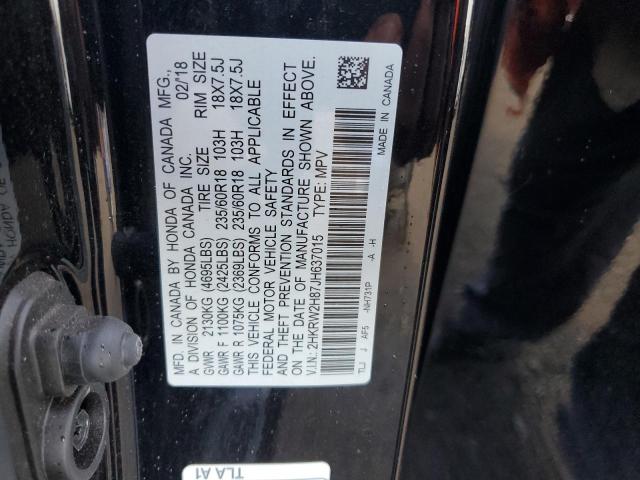 MFD. IN CANADA BY HONDA OF CANADA MFG.,
A DIVISION OF HONDA CANADA INC. 02/'18
TIRE SIZE RIM SIZE
GVWR 2130KG (4695LBS)
GAWR F 1100KG (2425LBS) 235/60R18 103H 18X7.5J
GAWR R 1075KG (2369LBS) 235/60R18 103H 18X7.5J
THIS VEHICLE CONFORMS TO ALL APPLICABLE
FEDERAL MOTOR VEHICLE SAFETY
AND THEFT PREVENTION STANDARDS IN EFFECT
ON THE DATE OF MANUFACTURE SHOWN ABOVE.
V.I.N.: 2HKRW2H87JH637015 TYPE: MPV
TLJ J AF5 -NH731P -A -H
MADE IN CANADA
TLA A1